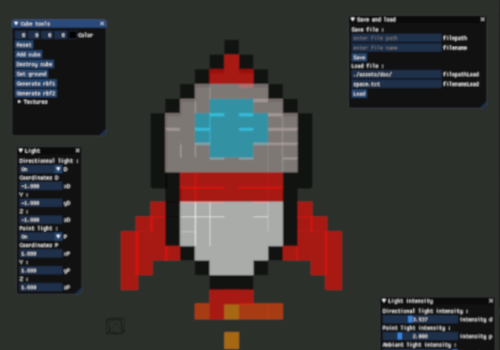 Cube tools
0 0 0 0 Color
Reset
Add cube
Destroy cube
Set ground
Generate rbf1
Generate rbf2
Textures
Light
Directionnal light :
On D
Coordinates D
-1.000 xD
Y :
-1.000 yD
Z :
-1.000 zD
Point light :
On P
Coordinates P
1.000 xP
Y :
1.000 yP
Z :
1.000 zP
Save and load
Save file :
enter file path filepath
enter file name filename
Save
Load file :
./assets/doc/ filepathLoad
space.txt filenameLoad
Load
Light intensity
Directional light intensity :
3.537 intensity d
Point light intensity :
2.000 intensity p
Ambiant light intensity :